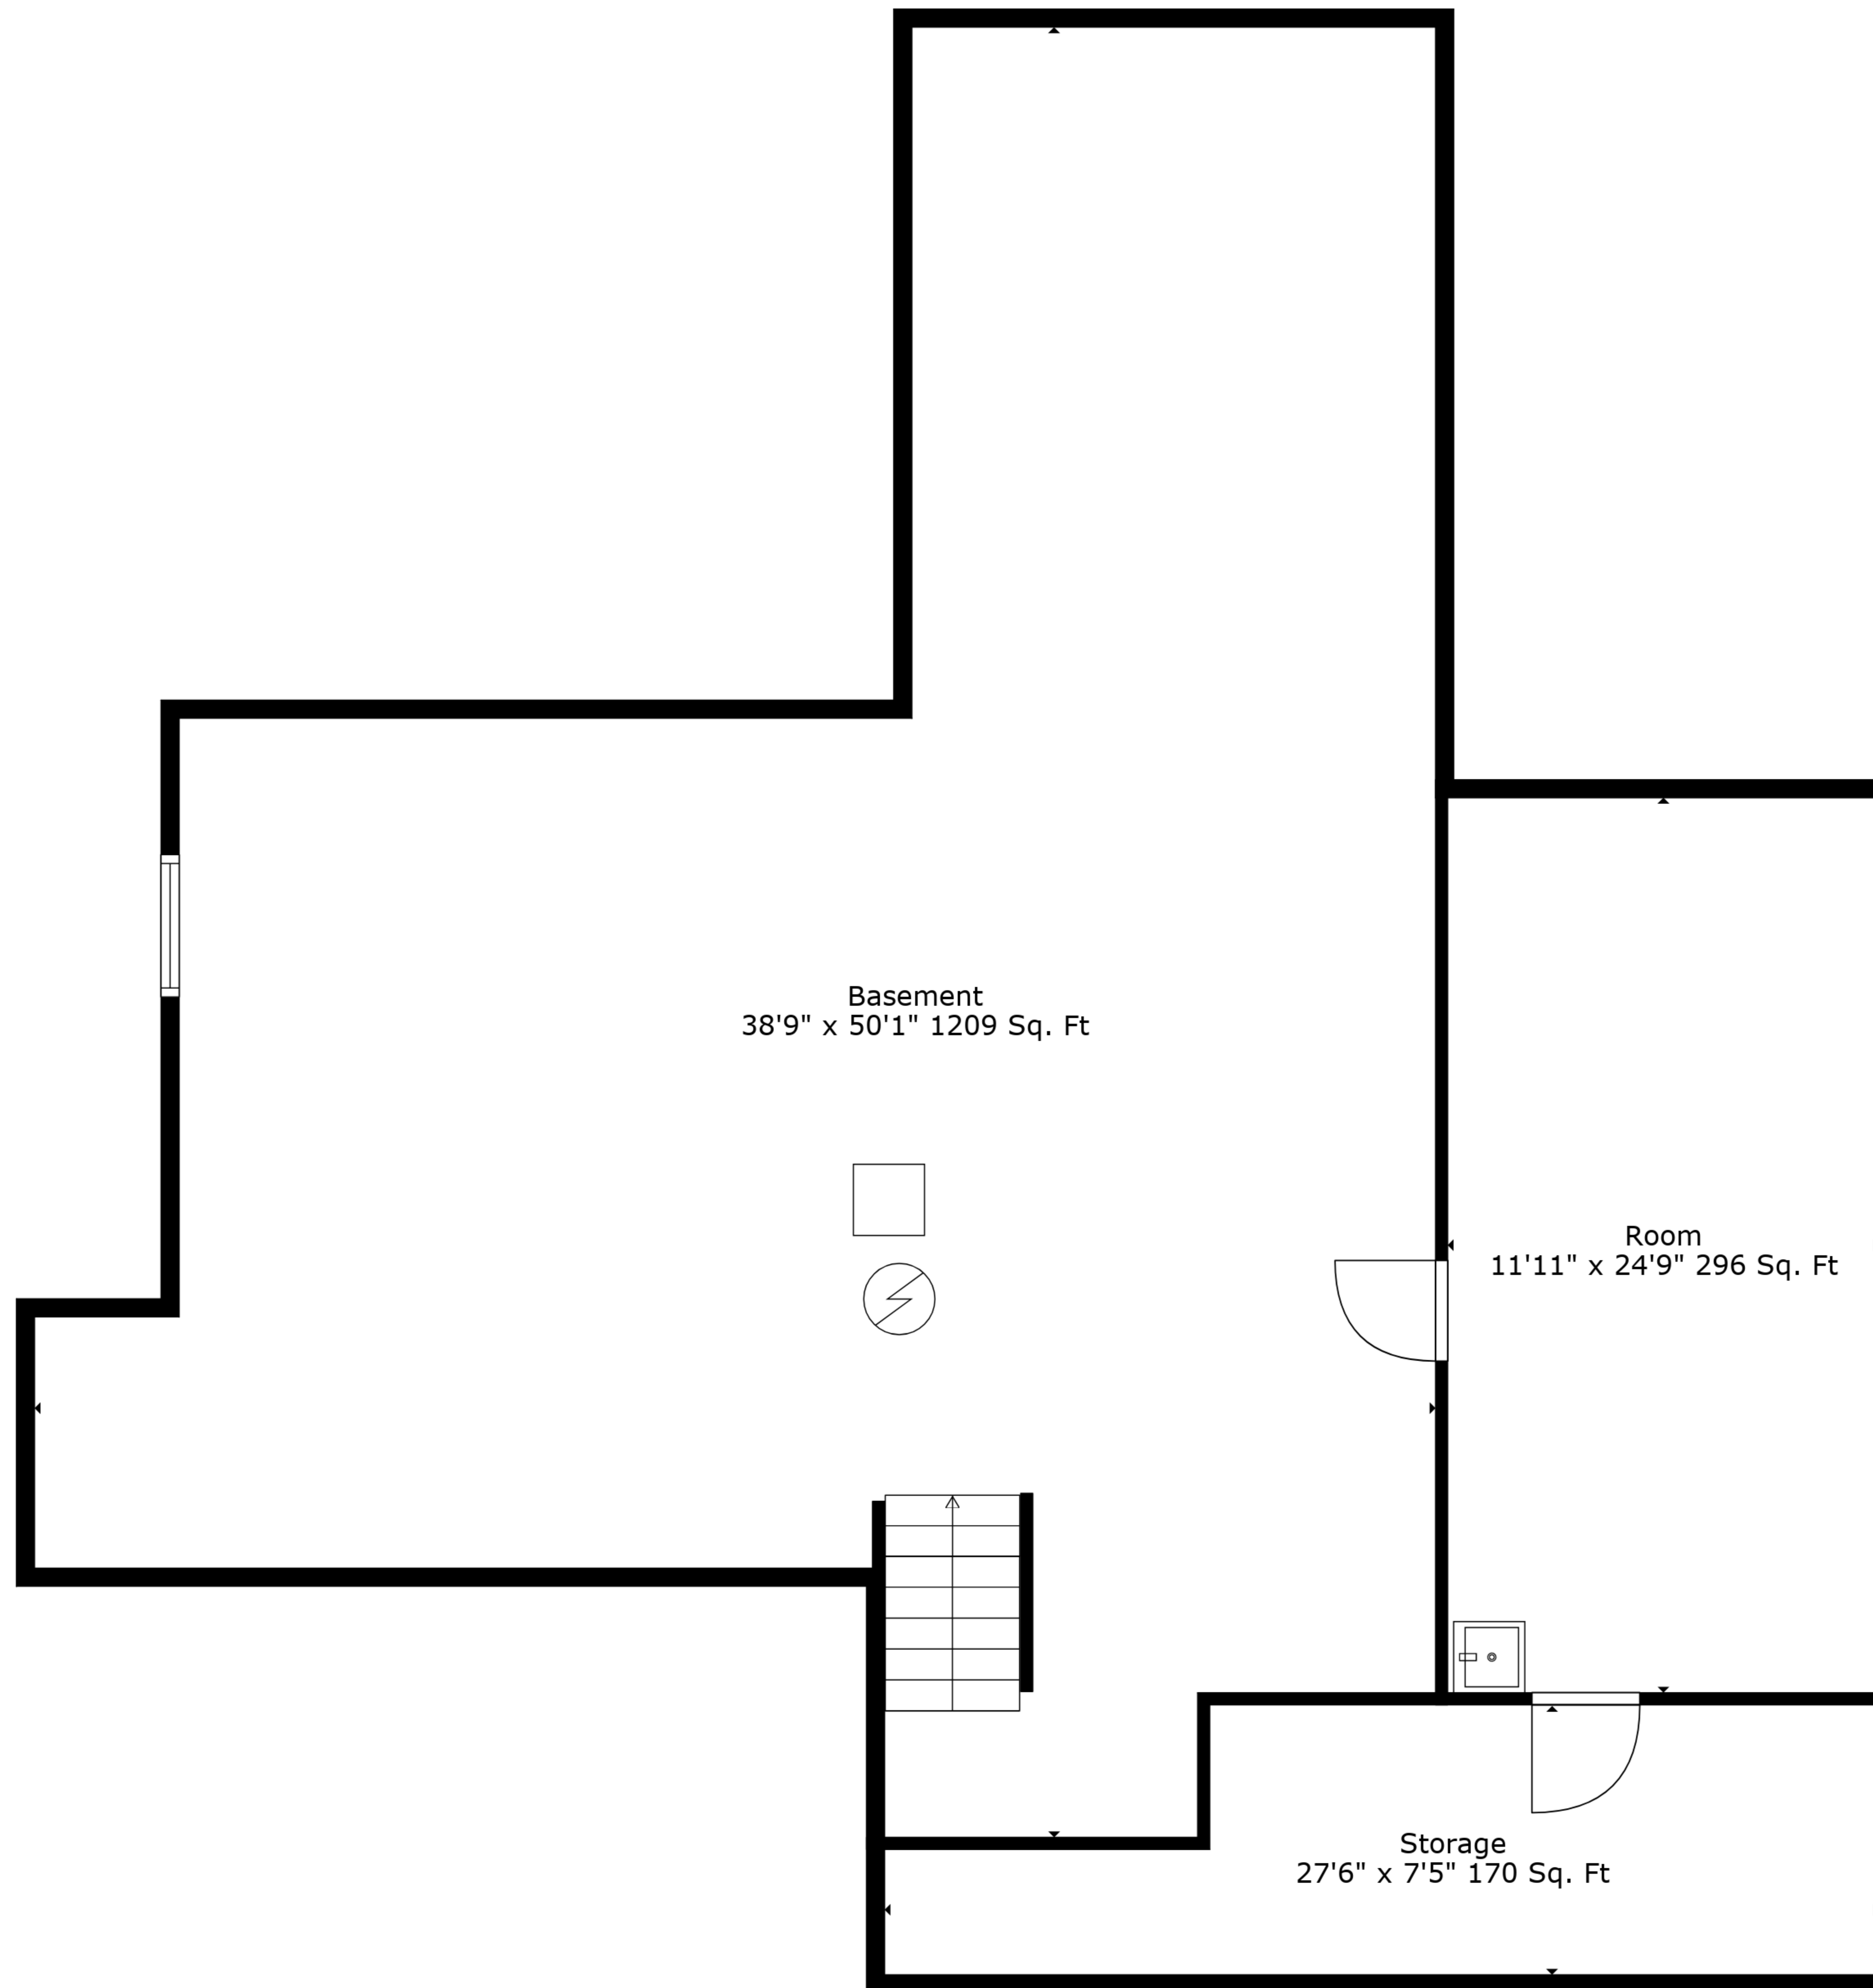 Basement
38'9" x 50'1" 1209 Sq. Ft
Room
11'11" x 24'9" 296 Sq. Ft
Storage
27'6" x 7'5" 170 Sq. Ft